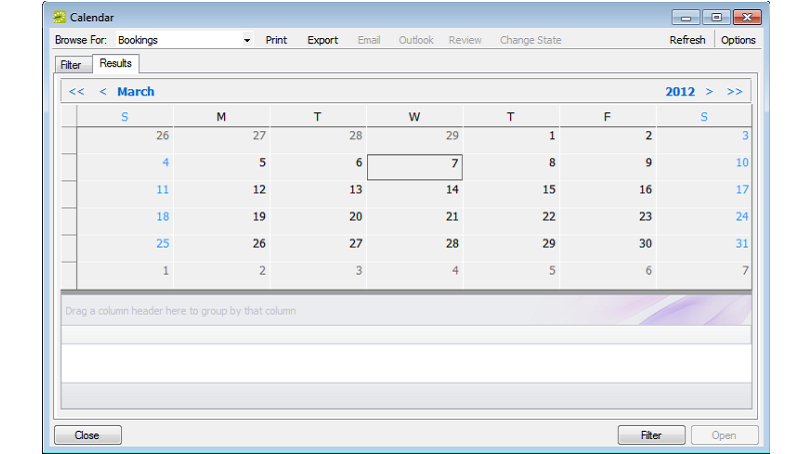 Calendar
Browse For: Bookings Print Export Email Outlook Review Change State Refresh Options
Filter Results
<< < March 2012 > >>
S M T W T F S
26 27 28 29 1 2 3
4 5 6 7 8 9 10
11 12 13 14 15 16 17
18 19 20 21 22 23 24
25 26 27 28 29 30 31
1 2 3 4 5 6 7
Drag a column header here to group by that column
Close Filter Open